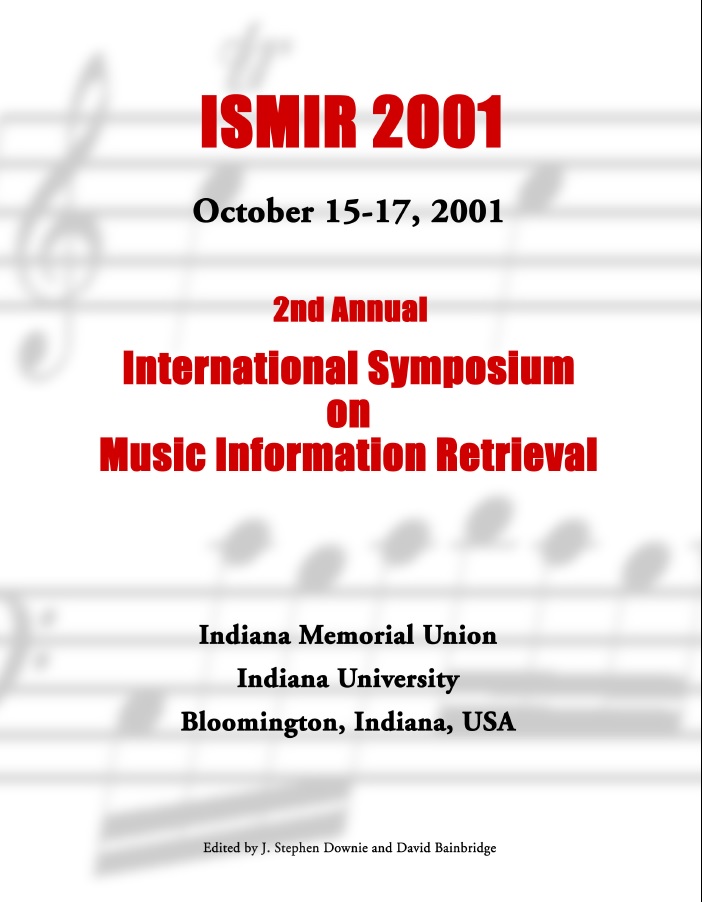 ISMIR 2001
October 15-17, 2001
2nd Annual
International Symposium
on
Music Information Retrieval
Indiana Memorial Union
Indiana University
Bloomington, Indiana, USA
Edited by J. Stephen Downie and David Bainbridge